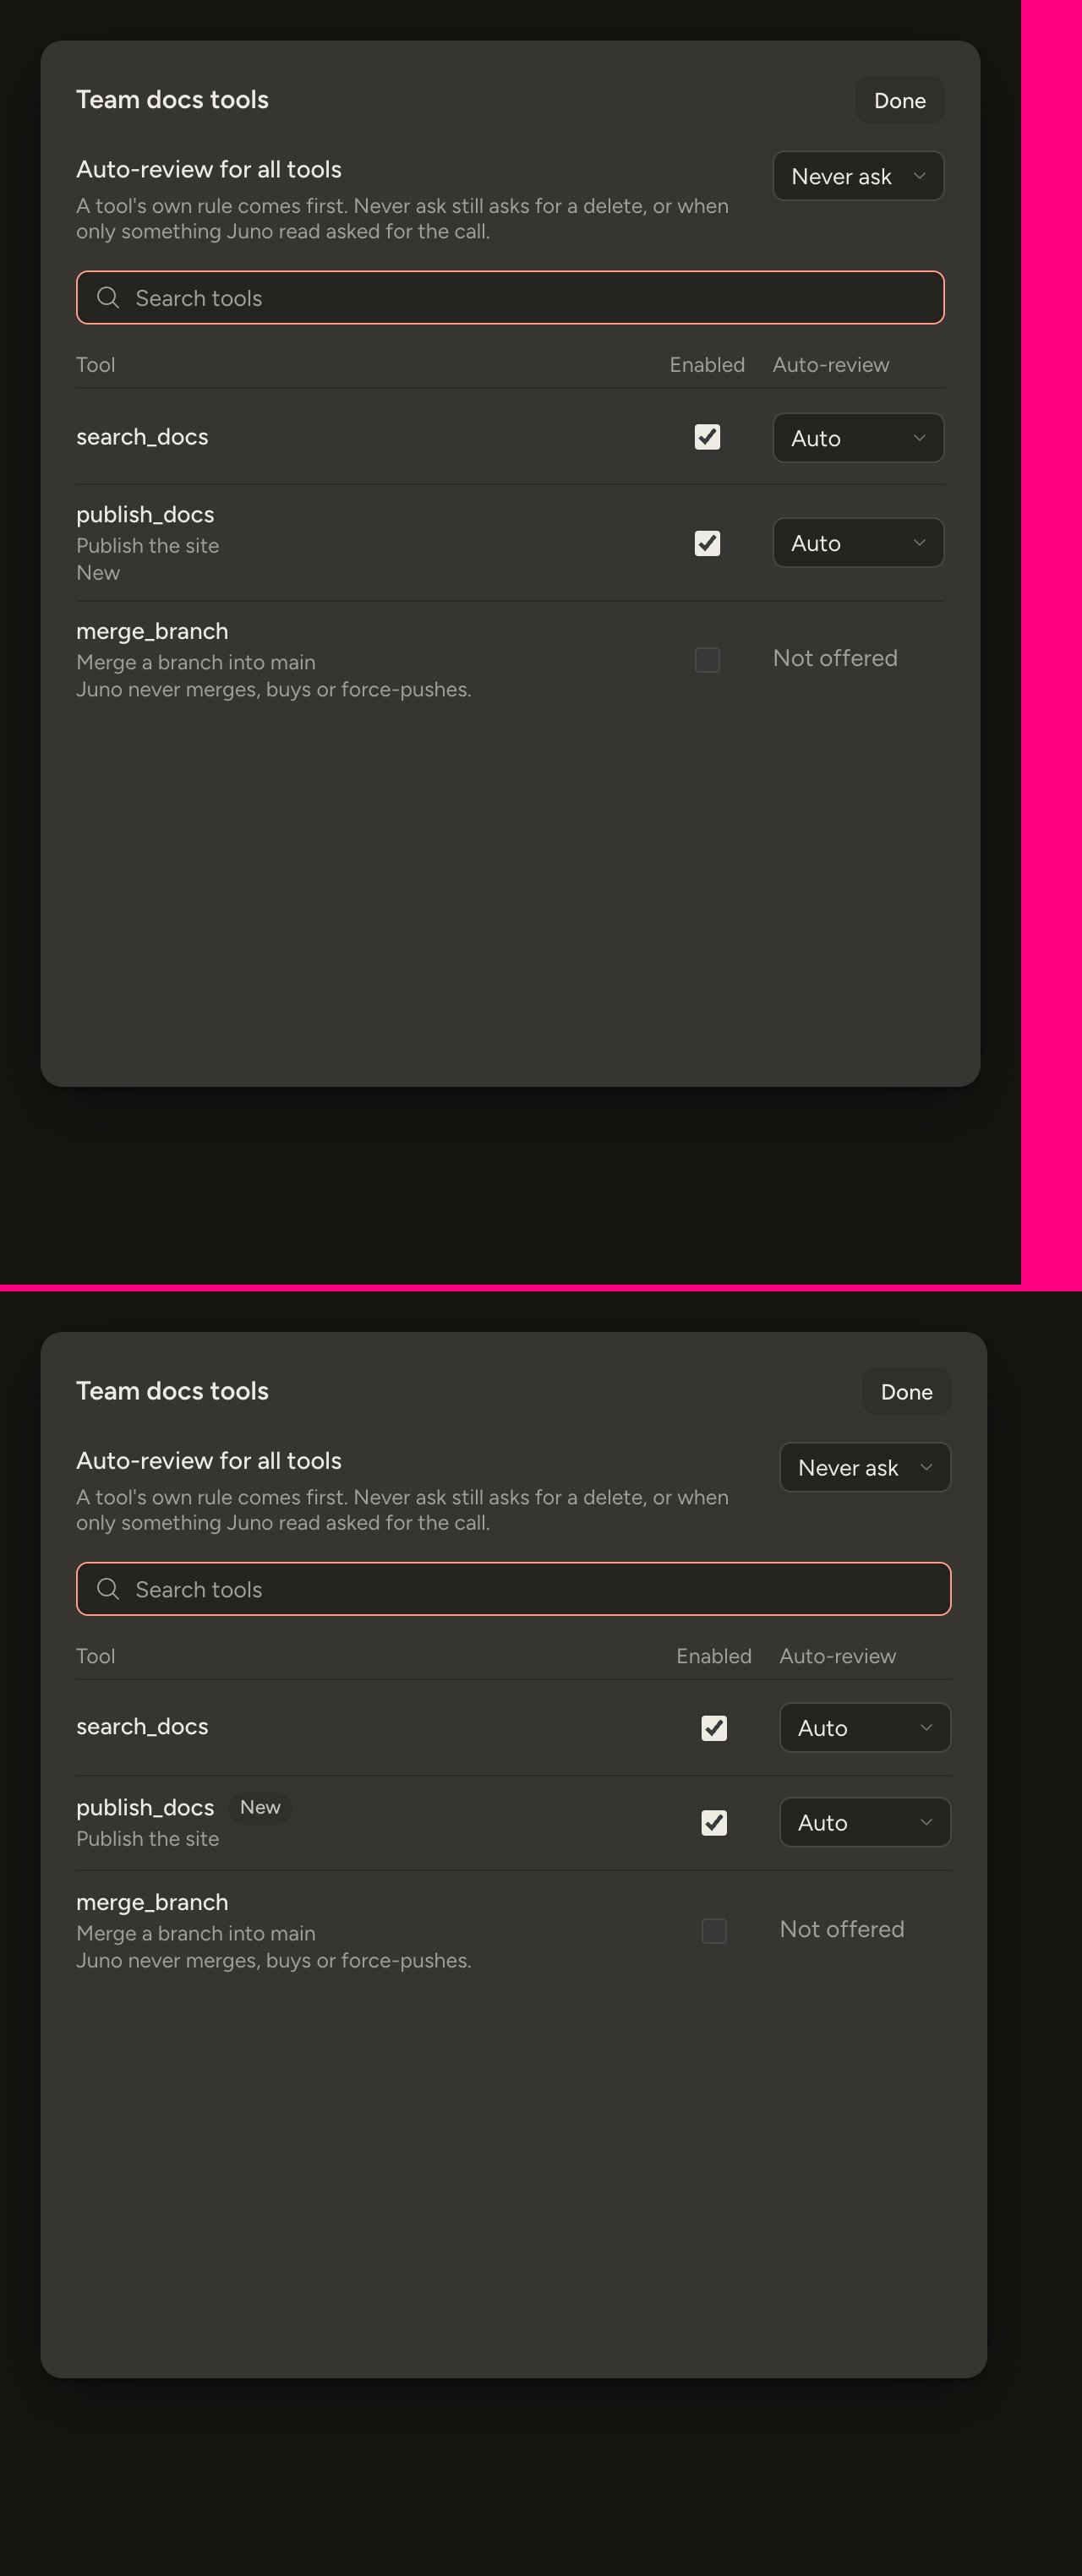 Team docs tools
Done
Auto-review for all tools
Never ask
A tool's own rule comes first. Never ask still asks for a delete, or when
only something Juno read asked for the call.
Search tools
Tool Enabled Auto-review
search_docs
Auto
publish_docs
Publish the site
New
Auto
merge_branch
Merge a branch into main
Juno never merges, buys or force-pushes.
Not offered
Team docs tools
Done
Auto-review for all tools
Never ask
A tool's own rule comes first. Never ask still asks for a delete, or when
only something Juno read asked for the call.
Search tools
Tool Enabled Auto-review
search_docs
Auto
publish_docs New
Publish the site
Auto
merge_branch
Merge a branch into main
Juno never merges, buys or force-pushes.
Not offered